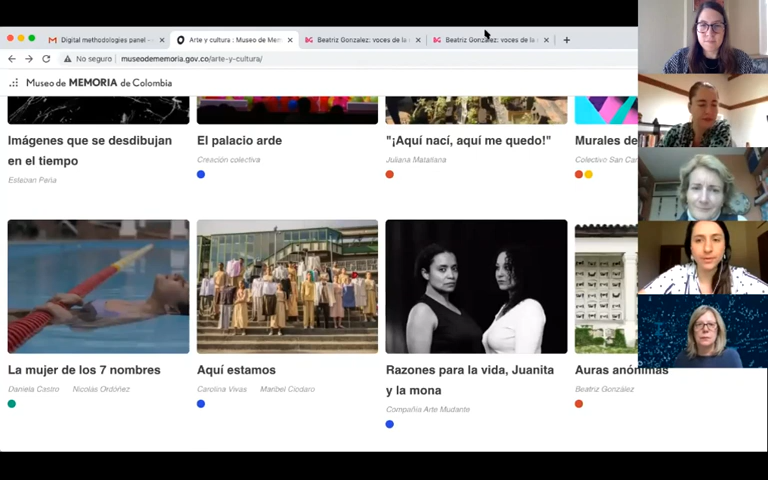 Digital methodologies panel -
Arte y cultura : Museo de Mem
Beatriz Gonzalez: voces de la
Beatriz Gonzalez: voces de la
No seguro | museodememoria.gov.co/arte-y-cultura/
Museo de MEMORIA de Colombia
Imágenes que se desdibujan
en el tiempo
Esteban Peña
El palacio arde
Creación colectiva
"¡Aquí nací, aquí me quedo!"
Juliana Matallana
Murales de
Colectivo San Car
La mujer de los 7 nombres
Daniela Castro Nicolás Ordóñez
Aquí estamos
Carolina Vivas Maribel Ciodaro
Razones para la vida, Juanita
y la mona
Compañía Arte Mudante
Auras anónimas
Beatriz González